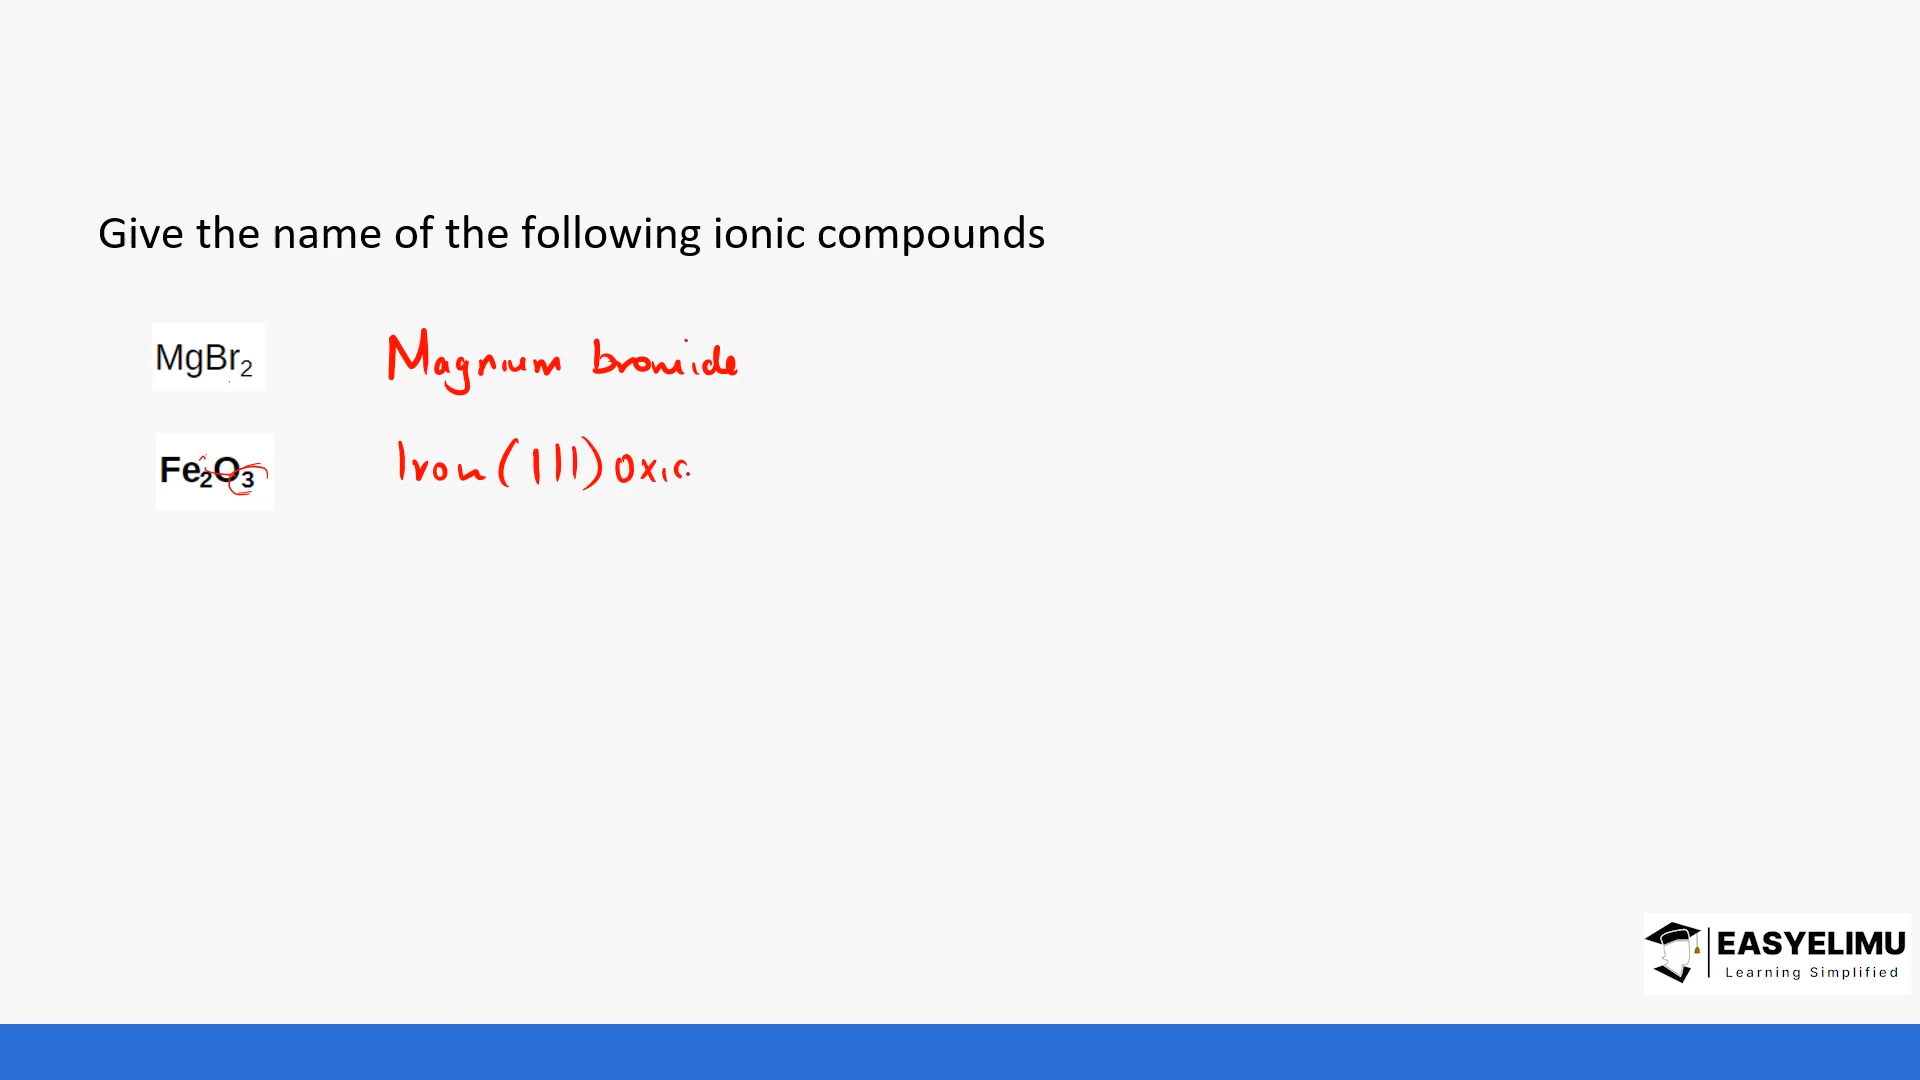 Give the name of the following ionic compounds
MgBr₂ Magnium bromide
Fe₂O₃ Iron (III) Oxic
EASYELIMU
Learning Simplified